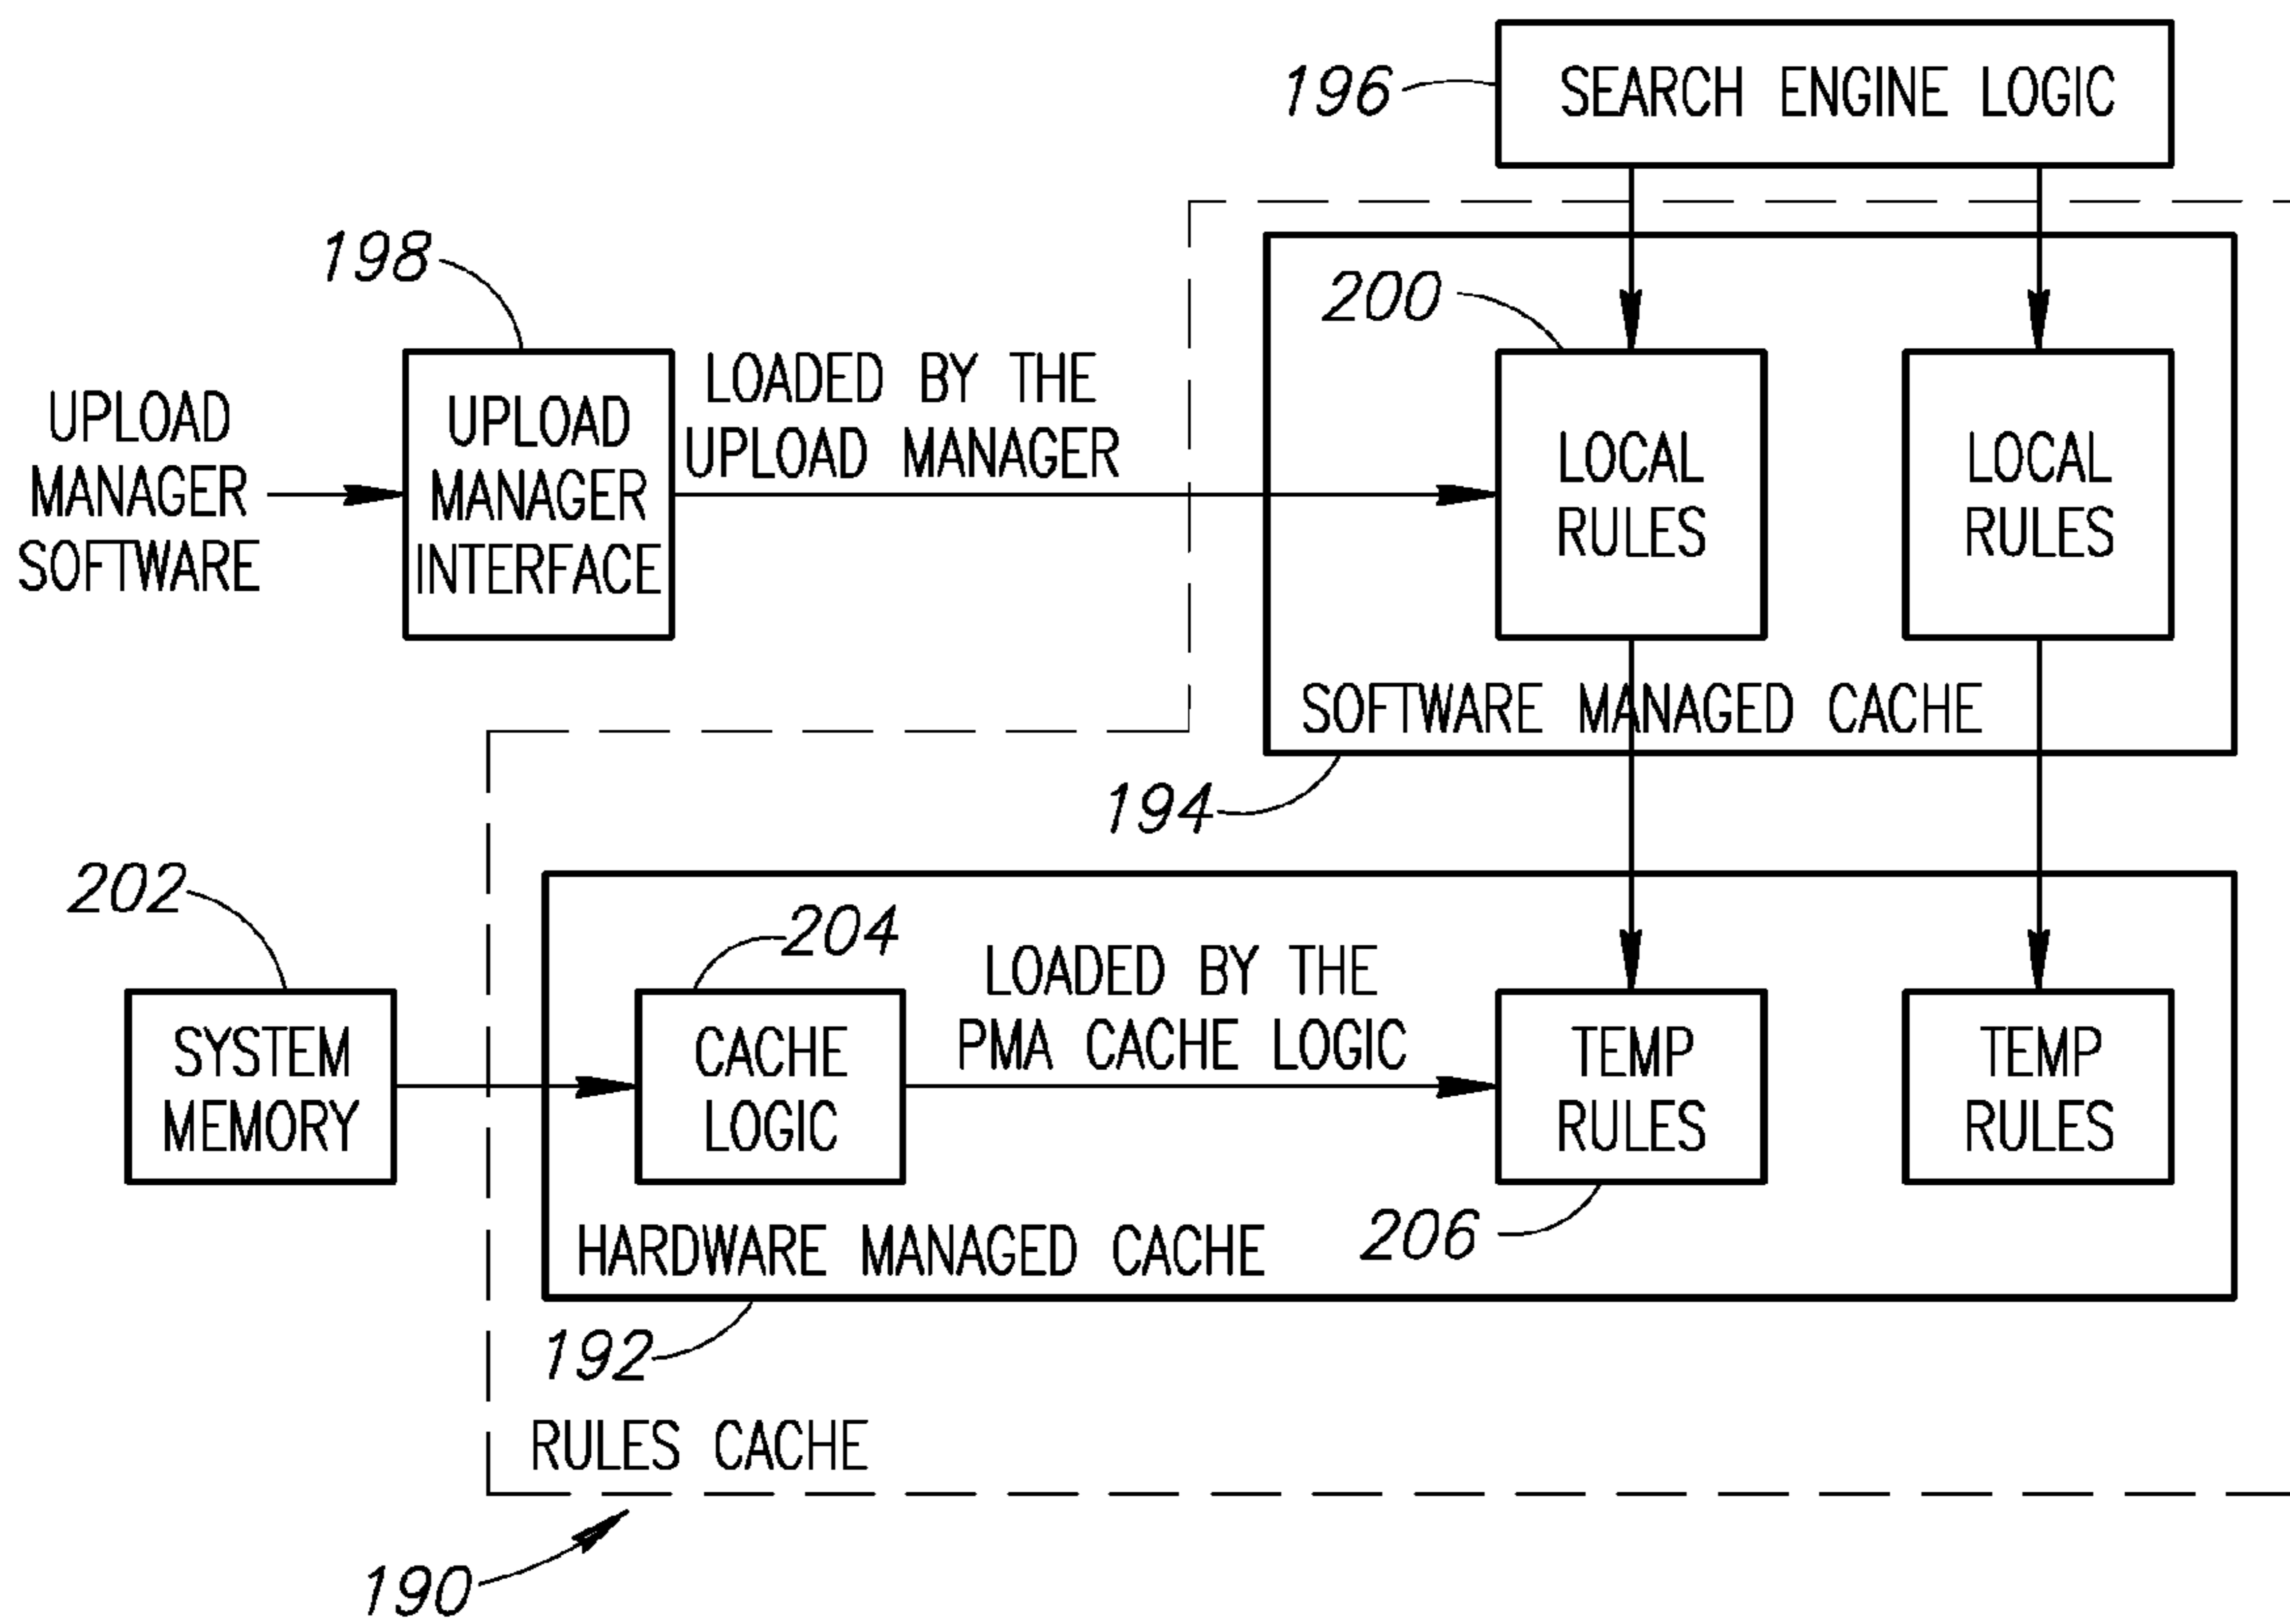 196
SEARCH ENGINE LOGIC
198
200
UPLOAD
MANAGER
SOFTWARE
UPLOAD
MANAGER
INTERFACE
LOADED BY THE
UPLOAD MANAGER
LOCAL
RULES
LOCAL
RULES
SOFTWARE MANAGED CACHE
194
202
204
SYSTEM
MEMORY
CACHE
LOGIC
LOADED BY THE
PMA CACHE LOGIC
TEMP
RULES
TEMP
RULES
HARDWARE MANAGED CACHE
206
192
RULES CACHE
190